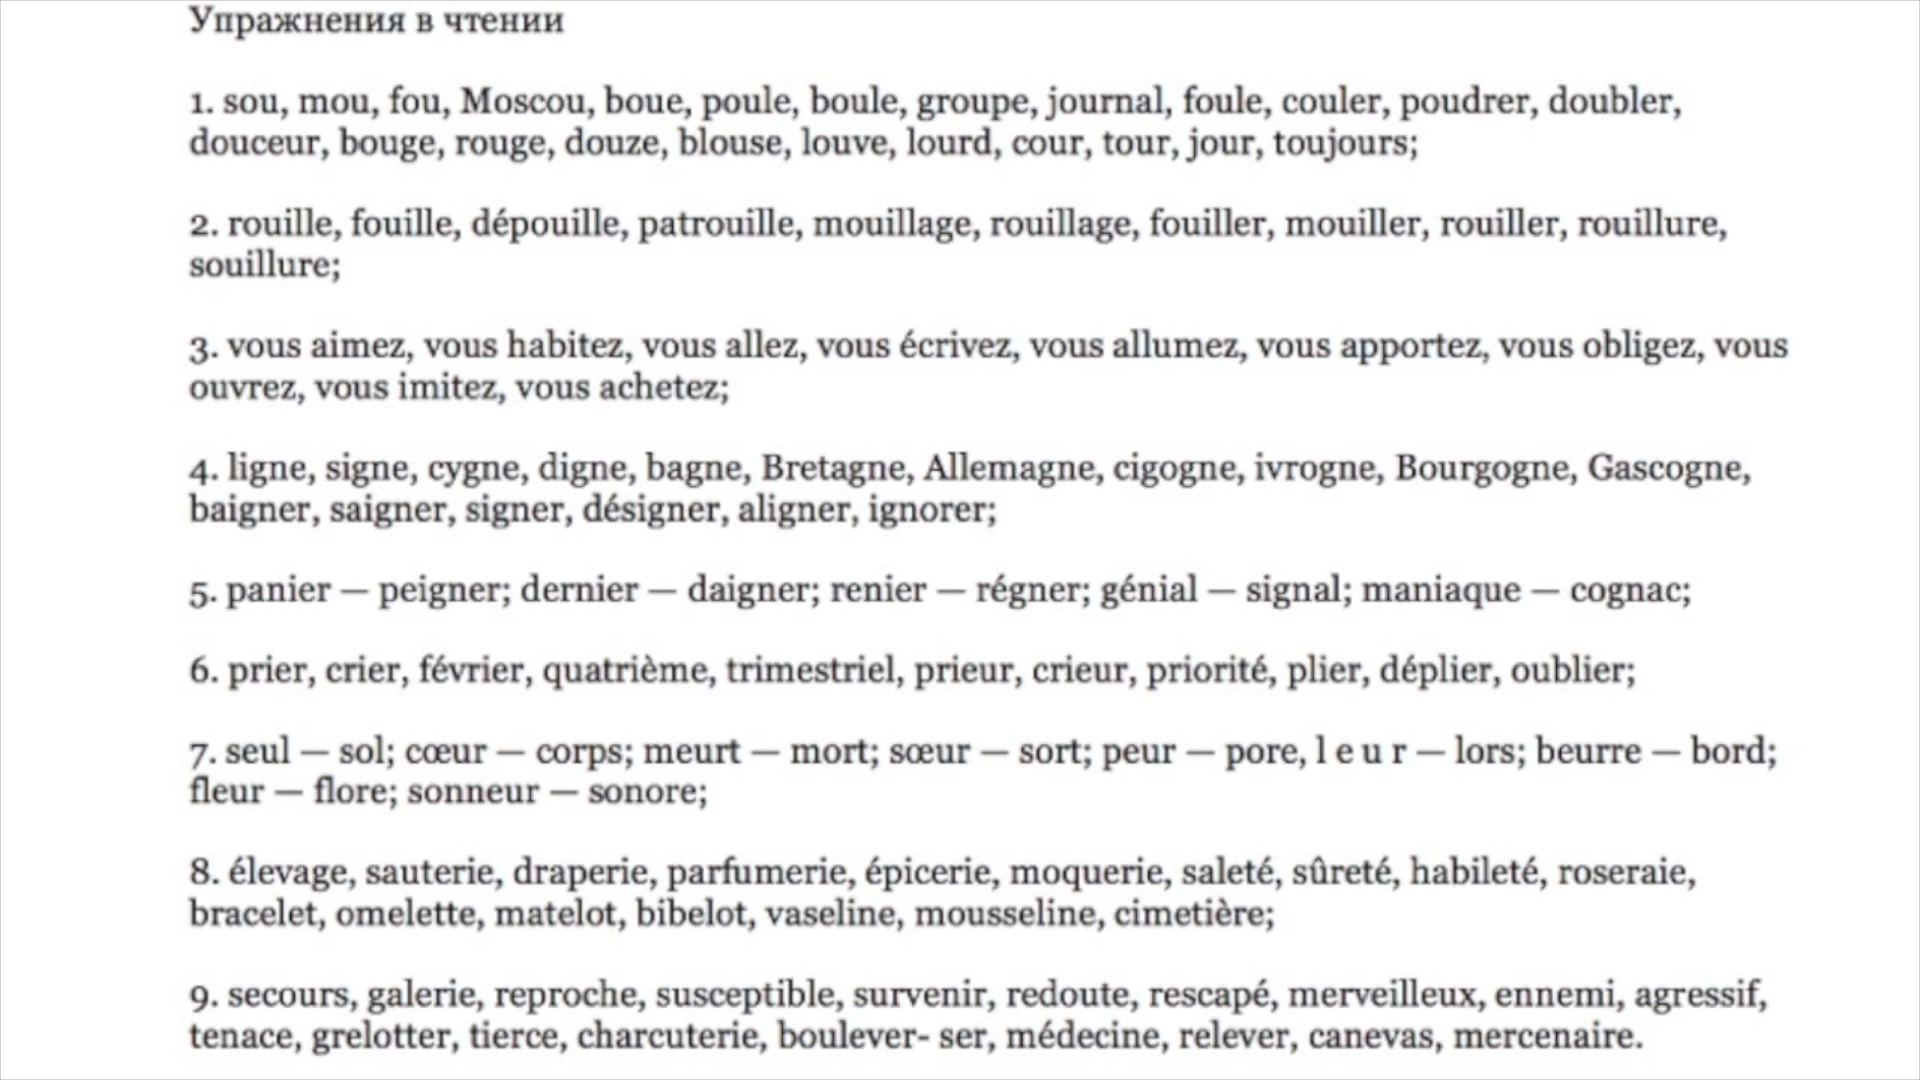 Упражнения в чтении
1. sou, mou, fou, Moscou, boue, poule, boule, groupe, journal, foule, couler, poudrer, doubler,
douceur, bouge, rouge, douze, blouse, louve, lourd, cour, tour, jour, toujours;
2. rouille, fouille, dépouille, patrouille, mouillage, rouillage, fouiller, mouiller, rouiller, rouillure,
souillure;
3. vous aimez, vous habitez, vous allez, vous écrivez, vous allumez, vous apportez, vous obligez, vous
ouvrez, vous imitez, vous achetez;
4. ligne, signe, cygne, digne, bagne, Bretagne, Allemagne, cigogne, ivrogne, Bourgogne, Gascogne,
baigner, saigner, signer, désigner, aligner, ignorer;
5. panier — peigner; dernier — daigner; renier — régner; génial — signal; maniaque — cognac;
6. prier, crier, février, quatrième, trimestriel, prieur, crieur, priorité, plier, déplier, oublier;
7. seul — sol; cœur — corps; meurt — mort; sœur — sort; peur — pore, l e u r — lors; beurre — bord;
fleur — flore; sonneur — sonore;
8. élevage, sauterie, draperie, parfumerie, épicerie, moquerie, saleté, sûreté, habileté, roseraie,
bracelet, omelette, matelot, bibelot, vaseline, mousseline, cimetière;
9. secours, galerie, reproche, susceptible, survenir, redoute, rescapé, merveilleux, ennemi, agressif,
tenace, grelotter, tierce, charcuterie, boulever- ser, médecine, relever, canevas, mercenaire.